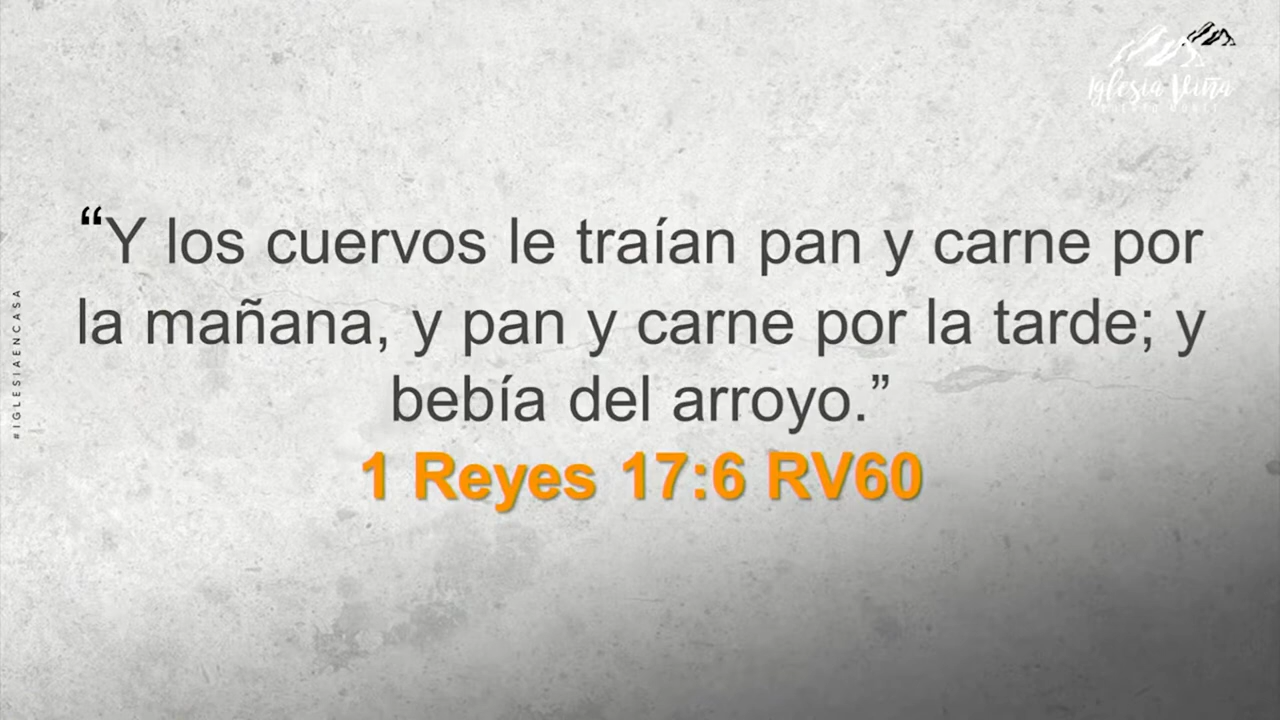 Iglesia Viña
#IGLESIAENCASA
“Y los cuervos le traían pan y carne por
la mañana, y pan y carne por la tarde; y
bebía del arroyo.”
1 Reyes 17:6 RV60